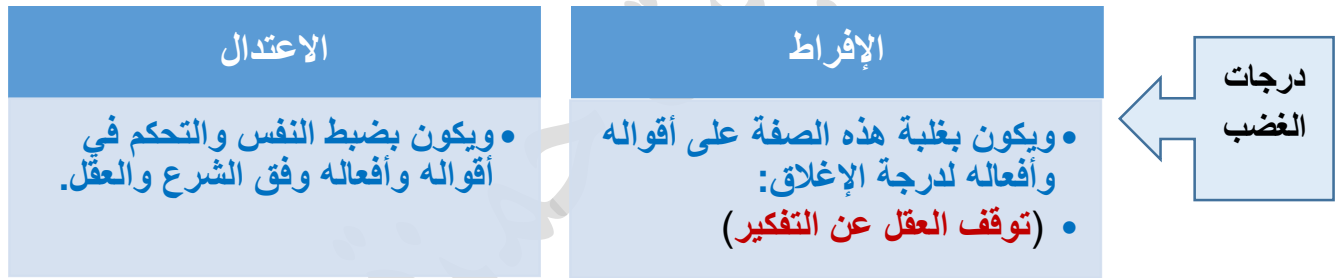 درجات
الغضب
الإفراط
• ويكون بغلبة هذه الصفة على أقواله
وأفعاله لدرجة الإغلاق:
• (توقف العقل عن التفكير)
الاعتدال
• ويكون بضبط النفس والتحكم في
أقواله وأفعاله وفق الشرع والعقل.